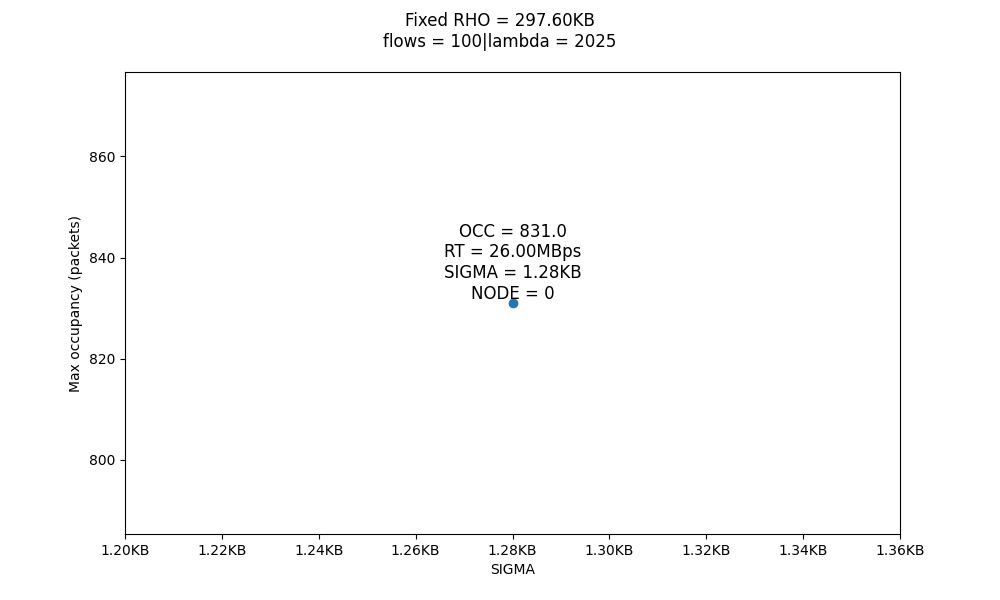 Fixed RHO = 297.60KB
flows = 100|lambda = 2025
Max occupancy (packets)
860
840
820
800
OCC = 831.0
RT = 26.00MBps
SIGMA = 1.28KB
NODE = 0
1.20KB 1.22KB 1.24KB 1.26KB 1.28KB 1.30KB 1.32KB 1.34KB 1.36KB
SIGMA